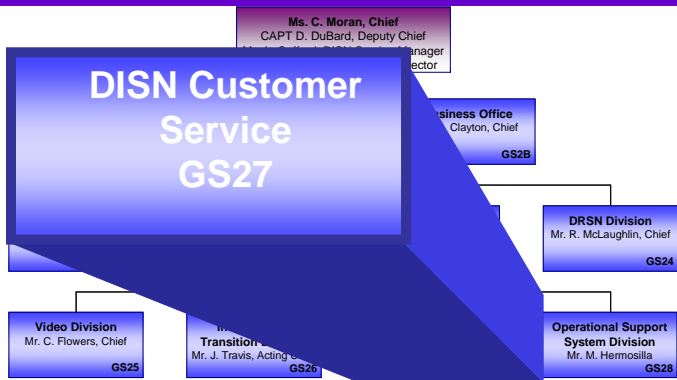 Ms. C. Moran, Chief
CAPT D. DuBard, Deputy Chief
DISN Customer
Service
GS27
Office
Clayton, Chief
GS2B
DRSN Division
Mr. R. McLaughlin, Chief
GS24
Video Division
Mr. C. Flowers, Chief
GS25
Transition
Mr. J. Travis, Acting
GS26
Operational Support
System Division
Mr. M. Hermosilla
GS28